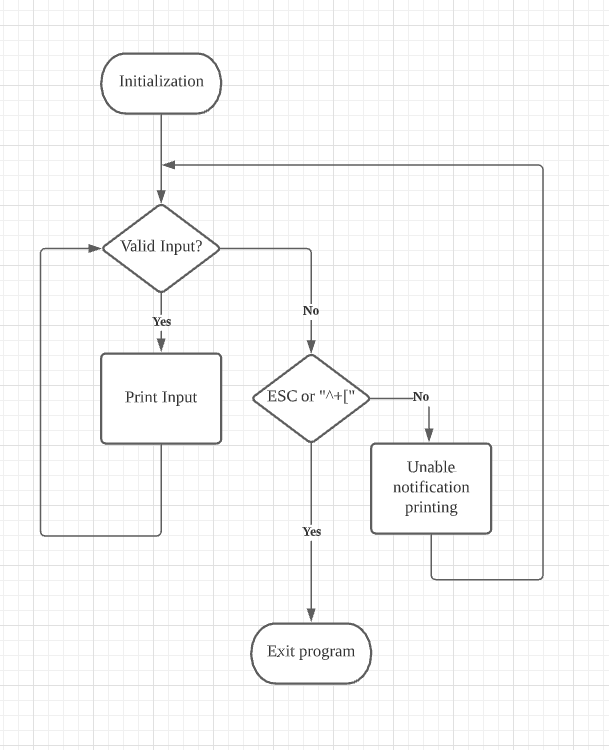 Initialization
Valid Input?
No
Yes
Print Input
ESC or "^+["
No
Unable
notification
printing
Yes
Exit program